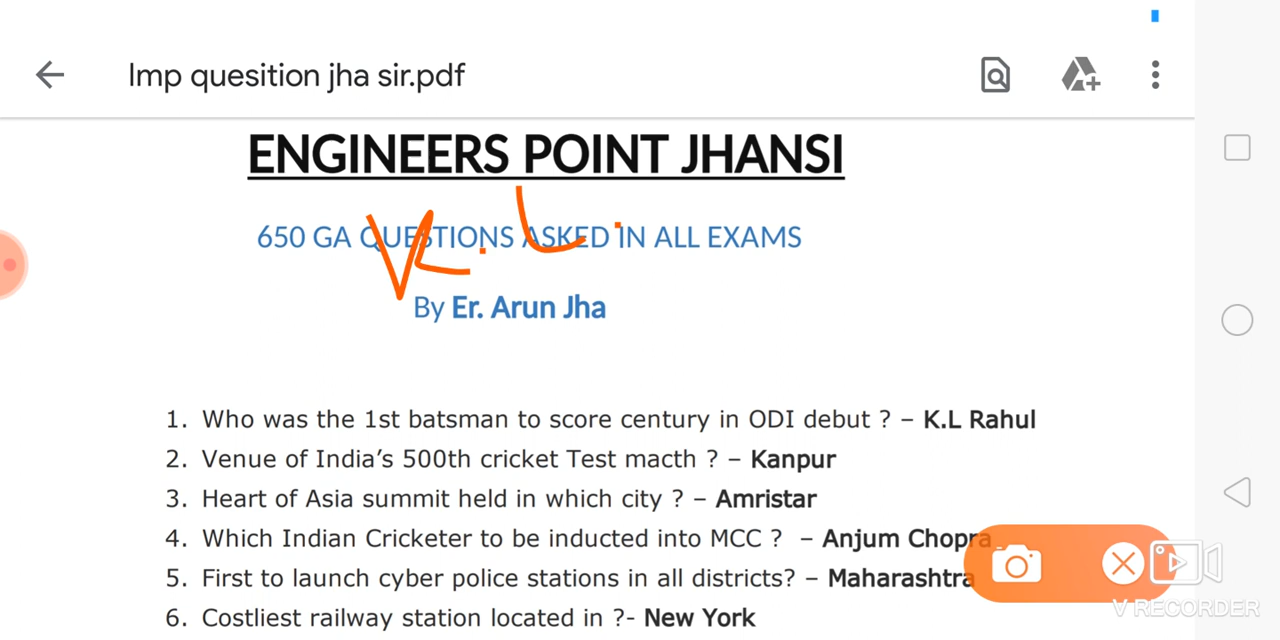 Imp quesition jha sir.pdf
ENGINEERS POINT JHANSI
K. L.
650 GA QUESTIONS ASKED IN ALL EXAMS
By Er. Arun Jha
1. Who was the 1st batsman to score century in ODI debut ? – K.L Rahul
2. Venue of India's 500th cricket Test macth ? – Kanpur
3. Heart of Asia summit held in which city ? – Amristar
4. Which Indian Cricketer to be inducted into MCC ? – Anjum Chopra
5. First to launch cyber police stations in all districts? – Maharashtra
6. Costliest railway station located in ?- New York
V RECORDER